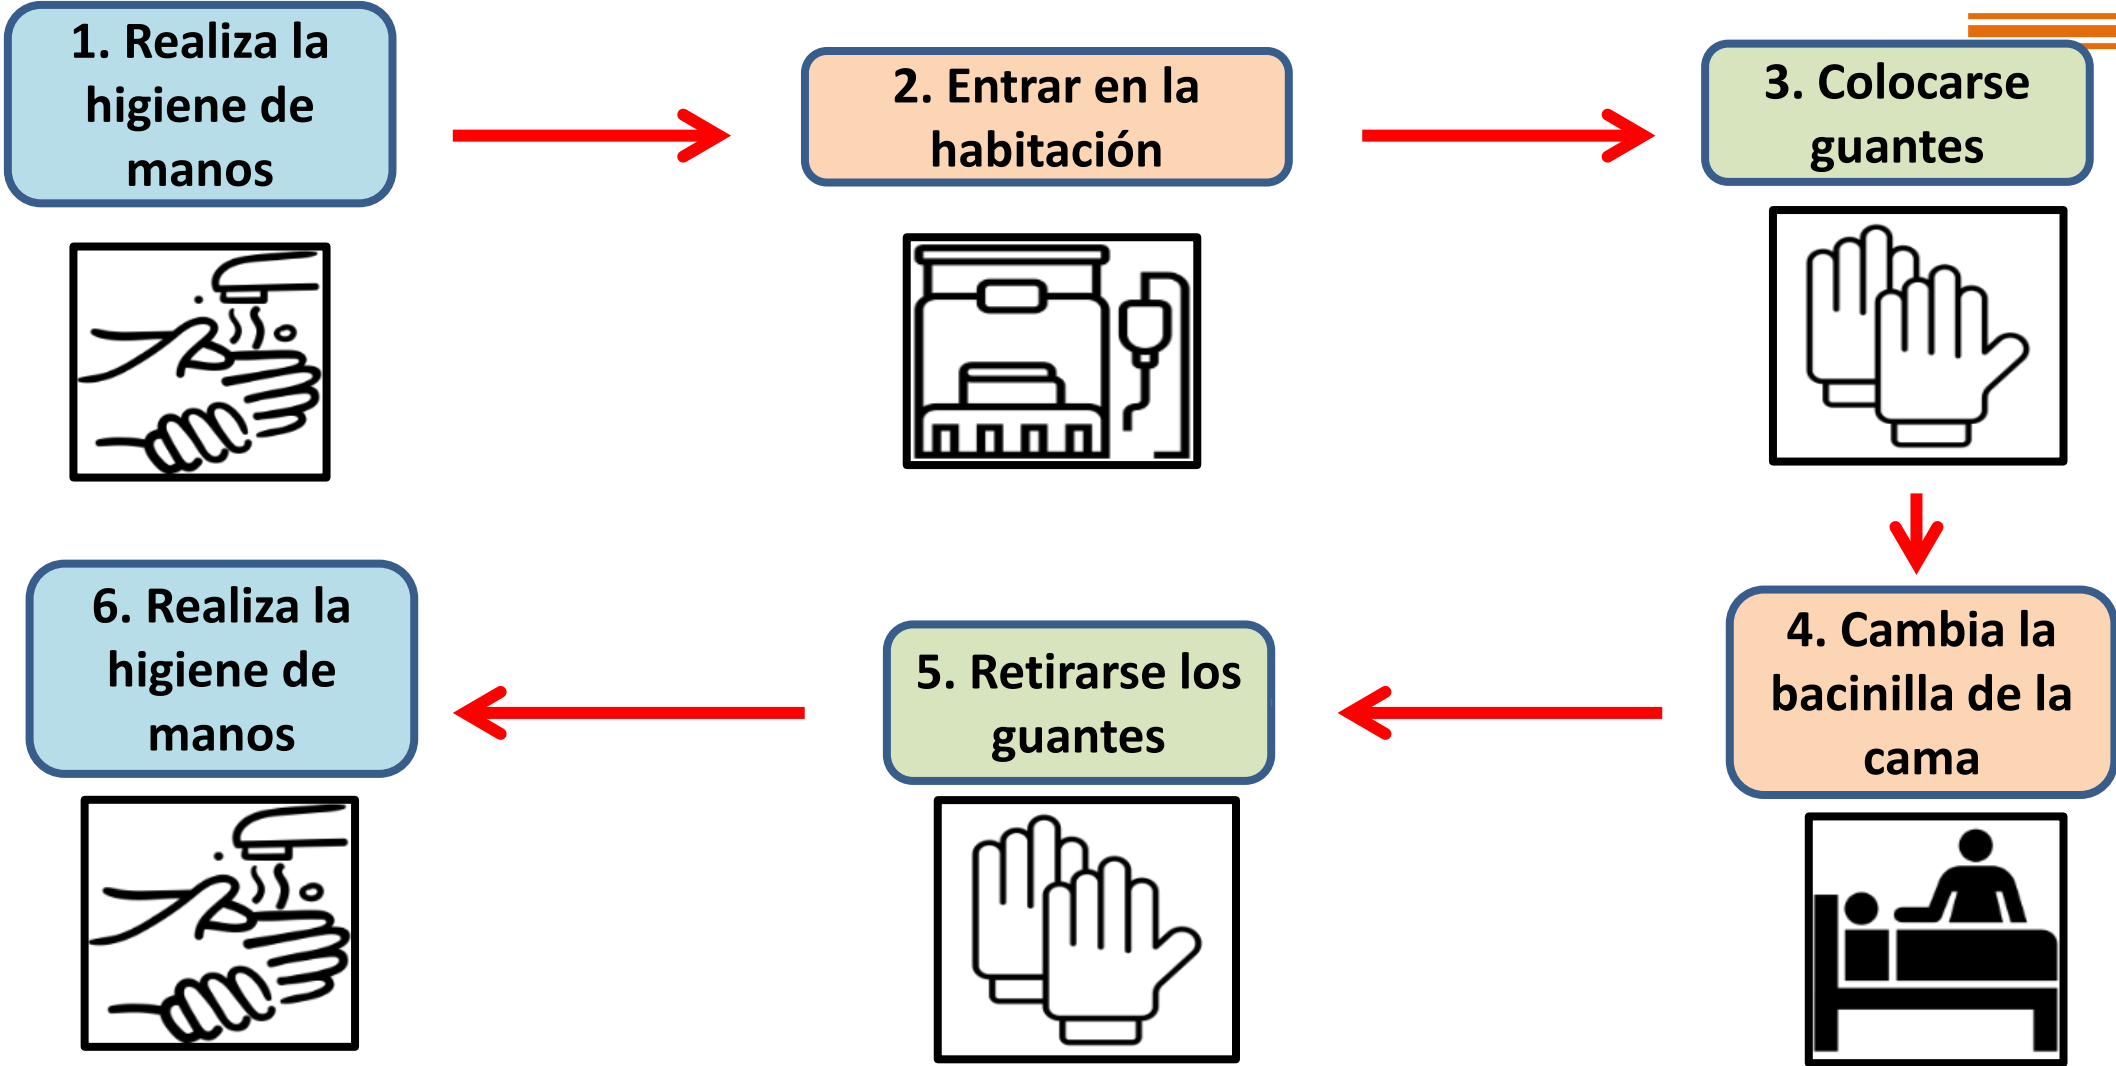 1. Realiza la
higiene de
manos
2. Entrar en la
habitación
3. Colocarse
guantes
4. Cambia la
bacinilla de la
cama
5. Retirarse los
guantes
6. Realiza la
higiene de
manos